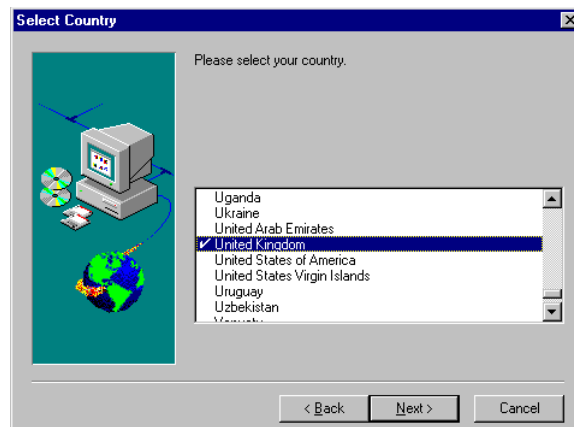 Select Country
Please select your country.
Uganda
Ukraine
United Arab Emirates
United Kingdom
United States of America
United States Virgin Islands
Uruguay
Uzbekistan
< Back
Next >
Cancel